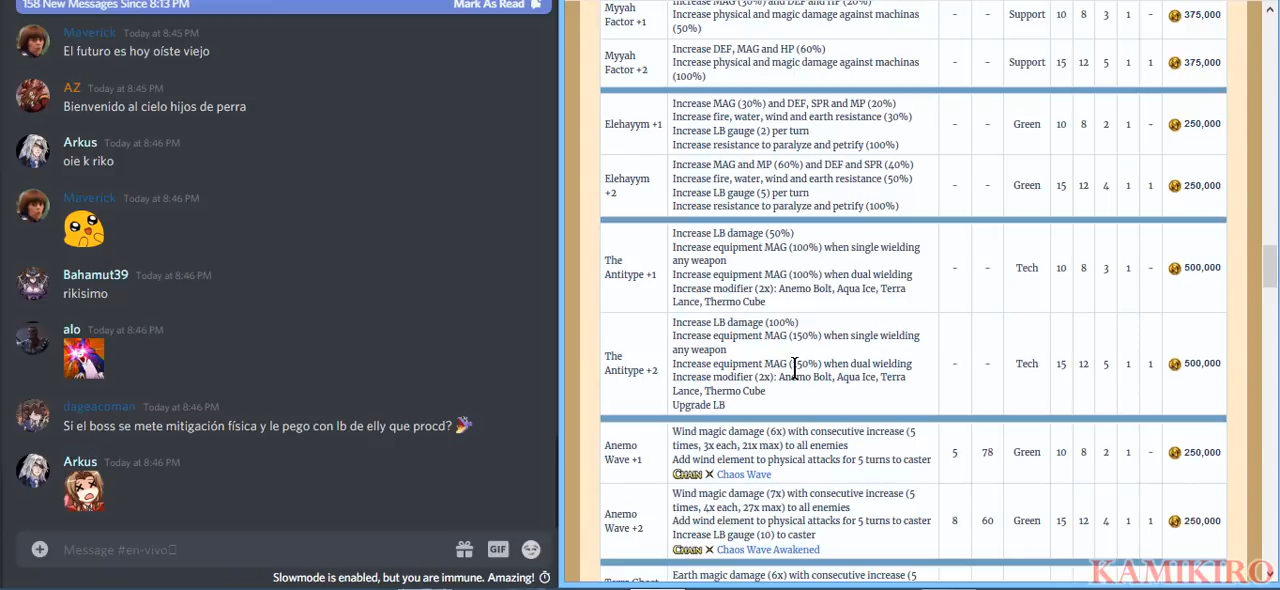 158 New Messages Since 8:13 PM
Mark As Read
Maverick Today at 8:45 PM
El futuro es hoy oíste viejo
AZ Today at 8:45 PM
Bienvenido al cielo hijos de perra
Arkus Today at 8:46 PM
oie k riko
Maverick Today at 8:46 PM
Bahamut39 Today at 8:46 PM
rikisimo
alo Today at 8:46 PM
dageacoman Today at 8:46 PM
Si el boss se mete mitigación física y le pego con lb de elly que procd?
Arkus Today at 8:46 PM
Message #en-vivo
GIF
Slowmode is enabled, but you are immune. Amazing!
Myyah Factor +1
Increase MAG (30%) and DEF and HP (20%)
Increase physical and magic damage against machinas
(50%)
- - Support 10 8 3 1 - 375,000
Myyah
Factor +2
Increase DEF, MAG and HP (60%)
Increase physical and magic damage against machinas
(100%)
- - Support 15 12 5 1 - 375,000
Elehayym +1
Increase MAG (30%) and DEF, SPR and MP (20%)
Increase fire, water, wind and earth resistance (30%)
Increase LB gauge (2) per turn
Increase resistance to paralyze and petrify (100%)
- - Green 10 8 2 1 - 250,000
Elehayym
+2
Increase MAG and MP (60%) and DEF and SPR (40%)
Increase fire, water, wind and earth resistance (50%)
Increase LB gauge (5) per turn
Increase resistance to paralyze and petrify (100%)
- - Green 15 12 4 1 1 250,000
The
Antitype +1
Increase LB damage (50%)
Increase equipment MAG (100%) when single wielding
any weapon
Increase equipment MAG (100%) when dual wielding
Increase modifier (2x): Anemo Bolt, Aqua Ice, Terra
Lance, Thermo Cube
- - Tech 10 8 3 1 - 500,000
The
Antitype +2
Increase LB damage (100%)
Increase equipment MAG (150%) when single wielding
any weapon
Increase equipment MAG (150%) when dual wielding
Increase modifier (2x): Anemo Bolt, Aqua Ice, Terra
Lance, Thermo Cube
Upgrade LB
- - Tech 15 12 5 1 1 500,000
Anemo
Wave +1
Wind magic damage (6x) with consecutive increase (5
times, 3x each, 21x max) to all enemies
Add wind element to physical attacks for 5 turns to caster
CHAIN Chaos Wave
5 78 Green 10 8 2 1 - 250,000
Anemo
Wave +2
Wind magic damage (7x) with consecutive increase (5
times, 4x each, 27x max) to all enemies
Add wind element to physical attacks for 5 turns to caster
Increase LB gauge (10) to caster
CHAIN Chaos Wave Awakened
8 60 Green 15 12 4 1 1 250,000
Earth magic damage (6x) with consecutive increase (5
KAMIKIRO